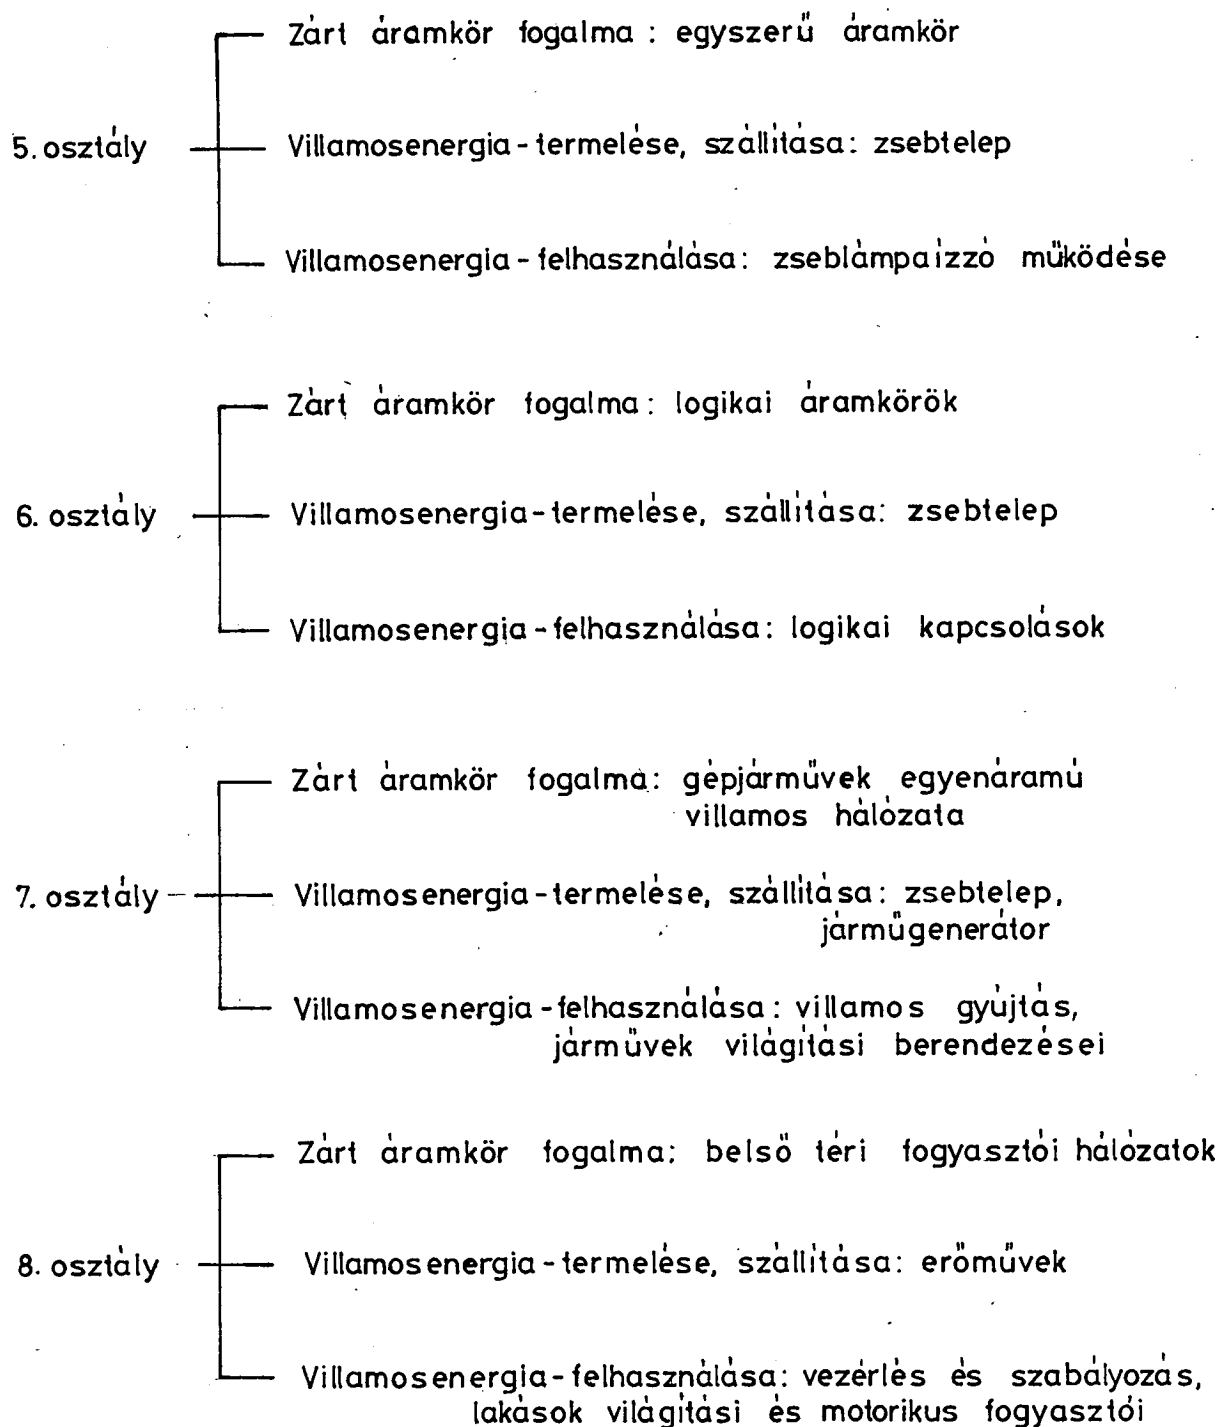 Zárt áramkör fogalma : egyszerű áramkör
5. osztály
Villamosenergia-termelése, szállítása: zsebtelep
Villamosenergia-felhasználása: zseblámpaizzó működése
Zárt áramkör fogalma : logikai áramkörök
6. osztály
Villamosenergia-termelése, szállítása: zsebtelep
Villamosenergia-felhasználása: logikai kapcsolások
Zárt áramkör fogalma: gépjárművek egyenáramú
villamos hálózata
7. osztály
Villamosenergia-termelése, szállítása: zsebtelep,
járműgenerátor
Villamosenergia-felhasználása: villamos gyújtás,
járművek világítási berendezései
Zárt áramkör fogalma: belső téri fogyasztói hálózatok
8. osztály
Villamosenergia-termelése, szállítása: erőművek
Villamosenergia-felhasználása: vezérlés és szabályozás,
lakások világítási és motorikus fogyasztói